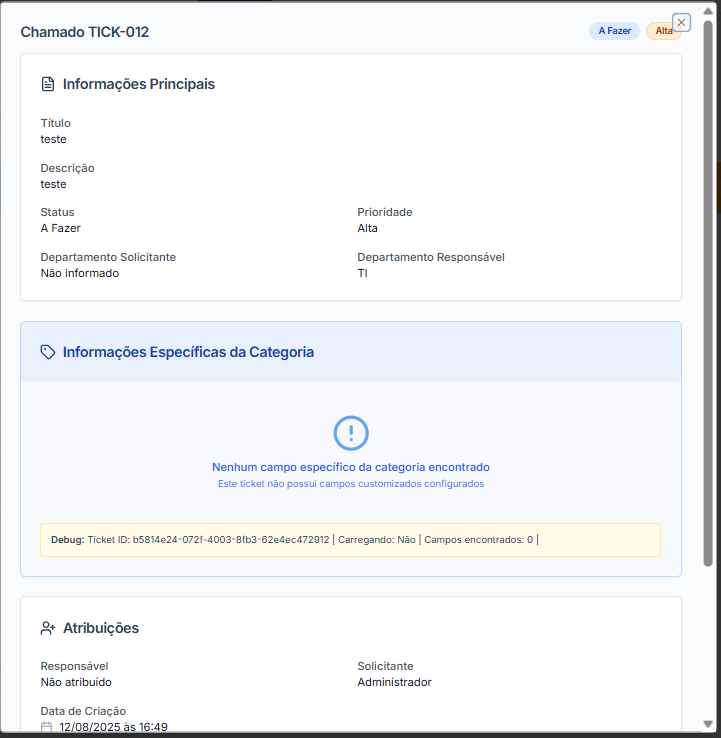 Chamado TICK-012
A Fazer
Alta
Informações Principais
Título
teste
Descrição
teste
Status
Prioridade
A Fazer
Alta
Departamento Solicitante
Departamento Responsável
Não informado
TI
Informações Específicas da Categoria
Nenhum campo específico da categoria encontrado
Este ticket não possui campos customizados configurados
Debug: Ticket ID: b5814e24-072f-4003-8fb3-62e4ec472912 | Carregando: Não | Campos encontrados: 0 |
Atribuições
Responsável
Solicitante
Não atribuído
Administrador
Data de Criação
12/08/2025 às 16:49